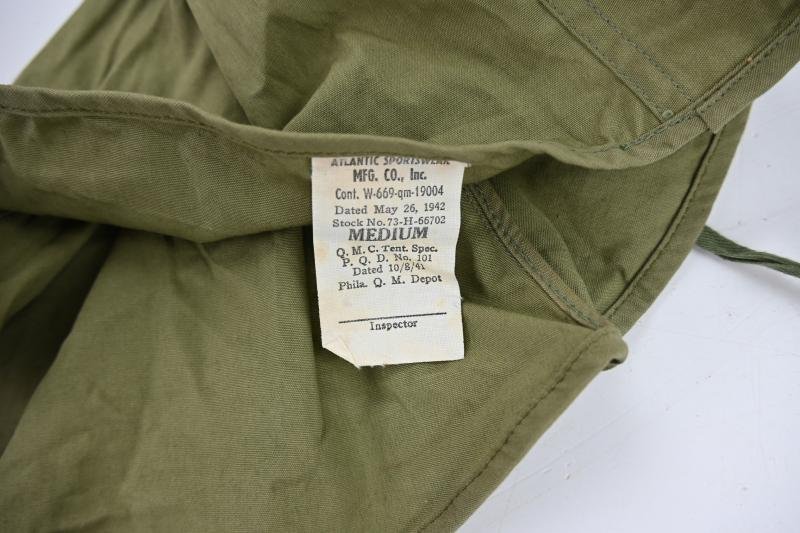 ATLANTIC SPORTSWEAR
MFG. CO., Inc.
Cont. W-669-qm-19004
Dated May 26, 1942
Stock No. 73-H-66702
MEDIUM
Q. M. C. Tent. Spec.
P. Q. D. No. 101
Dated 10/8/41
Phila. Q. M. Depot
Inspector